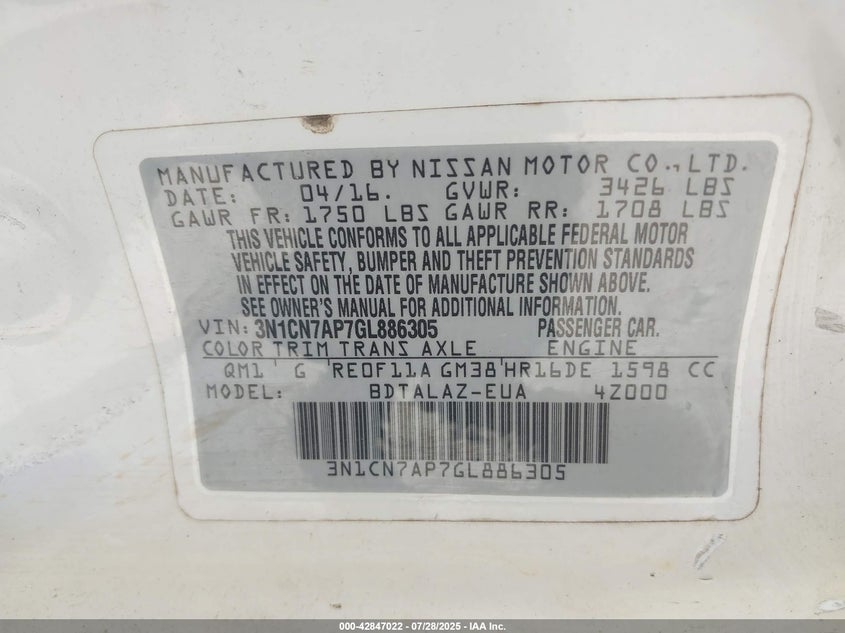 MANUFACTURED BY NISSAN MOTOR CO., LTD.
DATE: 04/16. GVWR: 3426 LBS
GAWR FR: 1750 LBS GAWR RR: 1708 LBS
THIS VEHICLE CONFORMS TO ALL APPLICABLE FEDERAL MOTOR
VEHICLE SAFETY, BUMPER AND THEFT PREVENTION STANDARDS
IN EFFECT ON THE DATE OF MANUFACTURE SHOWN ABOVE.
SE OWNER'S MANUAL FOR ADDITIONAL INFORMATION.
VIN: 3N1CN7AP7GL886305 PASSENGER CAR.
COLOR TRIM TRANS AXLE ENGINE
QM1 G RE0F11A GM38 HR16DE 1598 CC
MODEL: BDTALAZ-EUA 4Z000
3N1CN7AP7GL886305
000-42847022 - 07/28/2025 - IAA Inc.